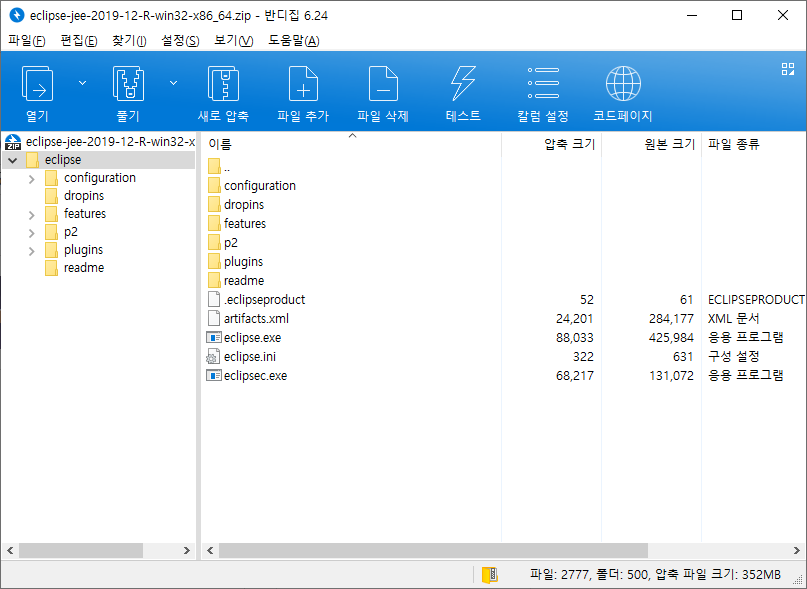 eclipse-jee-2019-12-R-win32-x86_64.zip - 반디집 6.24
파일(F) 편집(E) 찾기(I) 설정(S) 보기(V) 도움말(A)
열기 풀기 새로 압축 파일 추가 파일 삭제 테스트 칼럼 설정 코드페이지
ZIP eclipse-jee-2019-12-R-win32-x
eclipse
configuration
dropins
features
p2
plugins
readme
이름 압축 크기 원본 크기 파일 종류
..
configuration
dropins
features
p2
plugins
readme
.eclipseproduct 52 61 ECLIPSEPRODUCT
artifacts.xml 24,201 284,177 XML 문서
eclipse.exe 88,033 425,984 응용 프로그램
eclipse.ini 322 631 구성 설정
eclipsec.exe 68,217 131,072 응용 프로그램
파일: 2777, 폴더: 500, 압축 파일 크기: 352MB